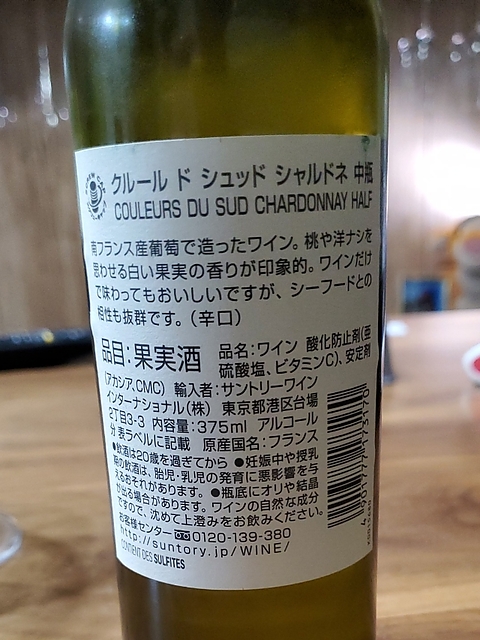 クルール ド シュッド シャルドネ 中瓶
COULEURS DU SUD CHARDONNAY HALF
南フランス産葡萄で造ったワイン。桃や洋ナシを
思わせる白い果実の香りが印象的。ワインだけ
で味わってもおいしいですが、シーフードとの
相性も抜群です。(辛口)
品目:果実酒 品名:ワイン 酸化防止剤(亜
硫酸塩、ビタミンC)、安定剤
(アカシア、CMC) 輸入者:サントリーワイン
インターナショナル(株) 東京都港区台場
2丁目3-3 内容量:375ml アルコール
分 表ラベルに記載 原産国名:フランス
●飲酒は20歳を過ぎてから ●妊娠中や授乳
期の飲酒は、胎児・乳児の発育に悪影響を与
えるおそれがあります。 ●瓶底にオリや結晶
が出る場合があります。ワインの自然な成分
ですので、沈めて上澄みをお飲みください。
お客様センター 0120-139-380
http://suntory.jp/WINE/
CONTIENT DES SULFITES